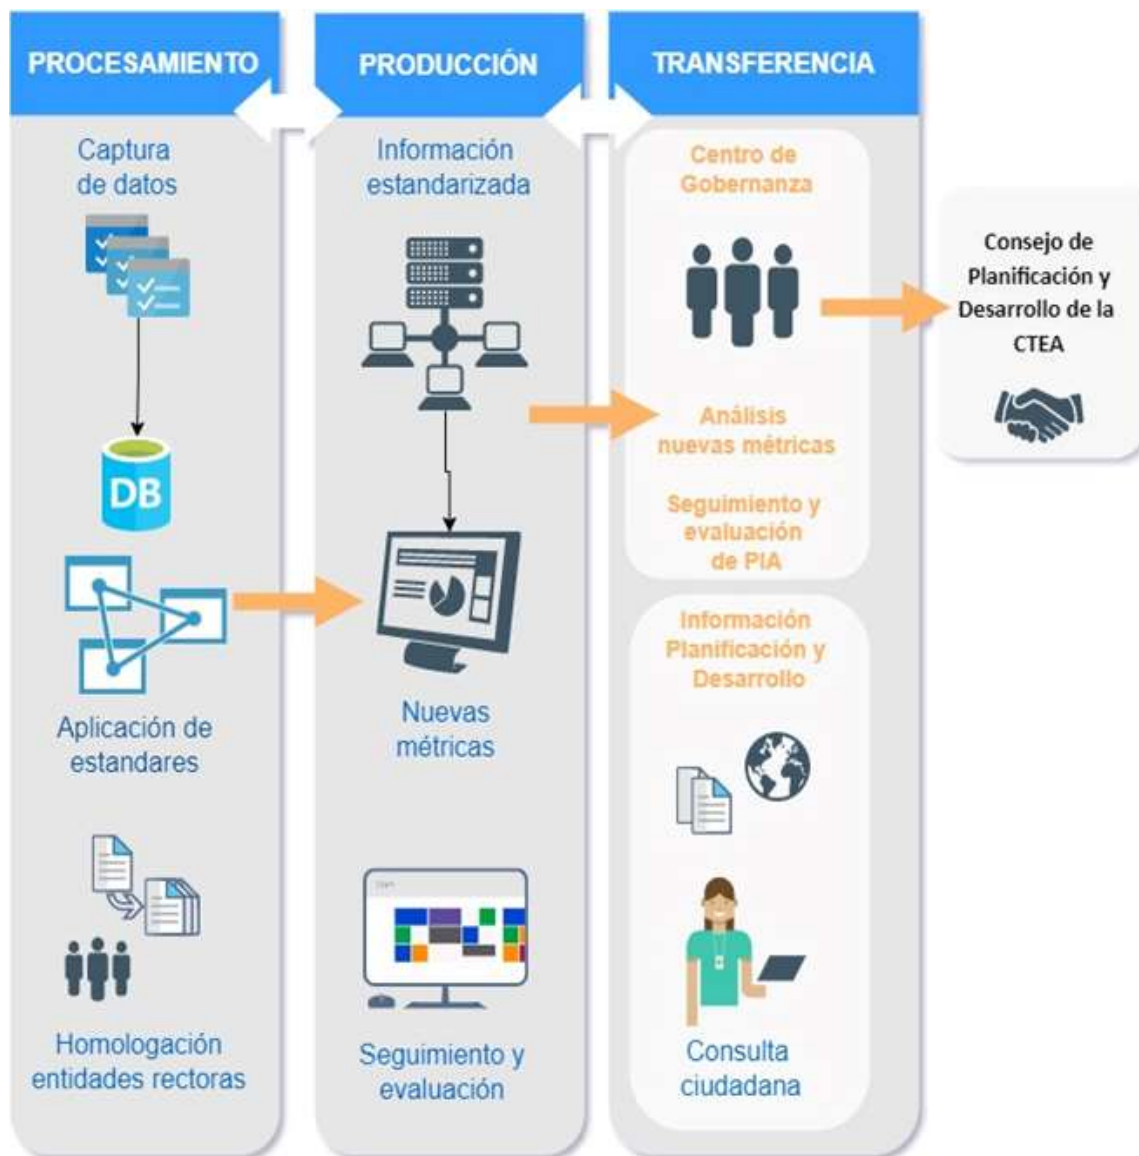 PROCESAMIENTO
Captura
de datos
DB
Aplicación de
estandares
Homologación
entidades rectoras
PRODUCCIÓN
Información
estandarizada
Nuevas
métricas
Seguimiento y
evaluación
TRANSFERENCIA
Centro de
Gobernanza
Análisis
nuevas métricas
Seguimiento y
evaluación
de PIA
Información
Planificación y
Desarrollo
Consulta
ciudadana
Consejo de
Planificación y
Desarrollo de la
CTEA